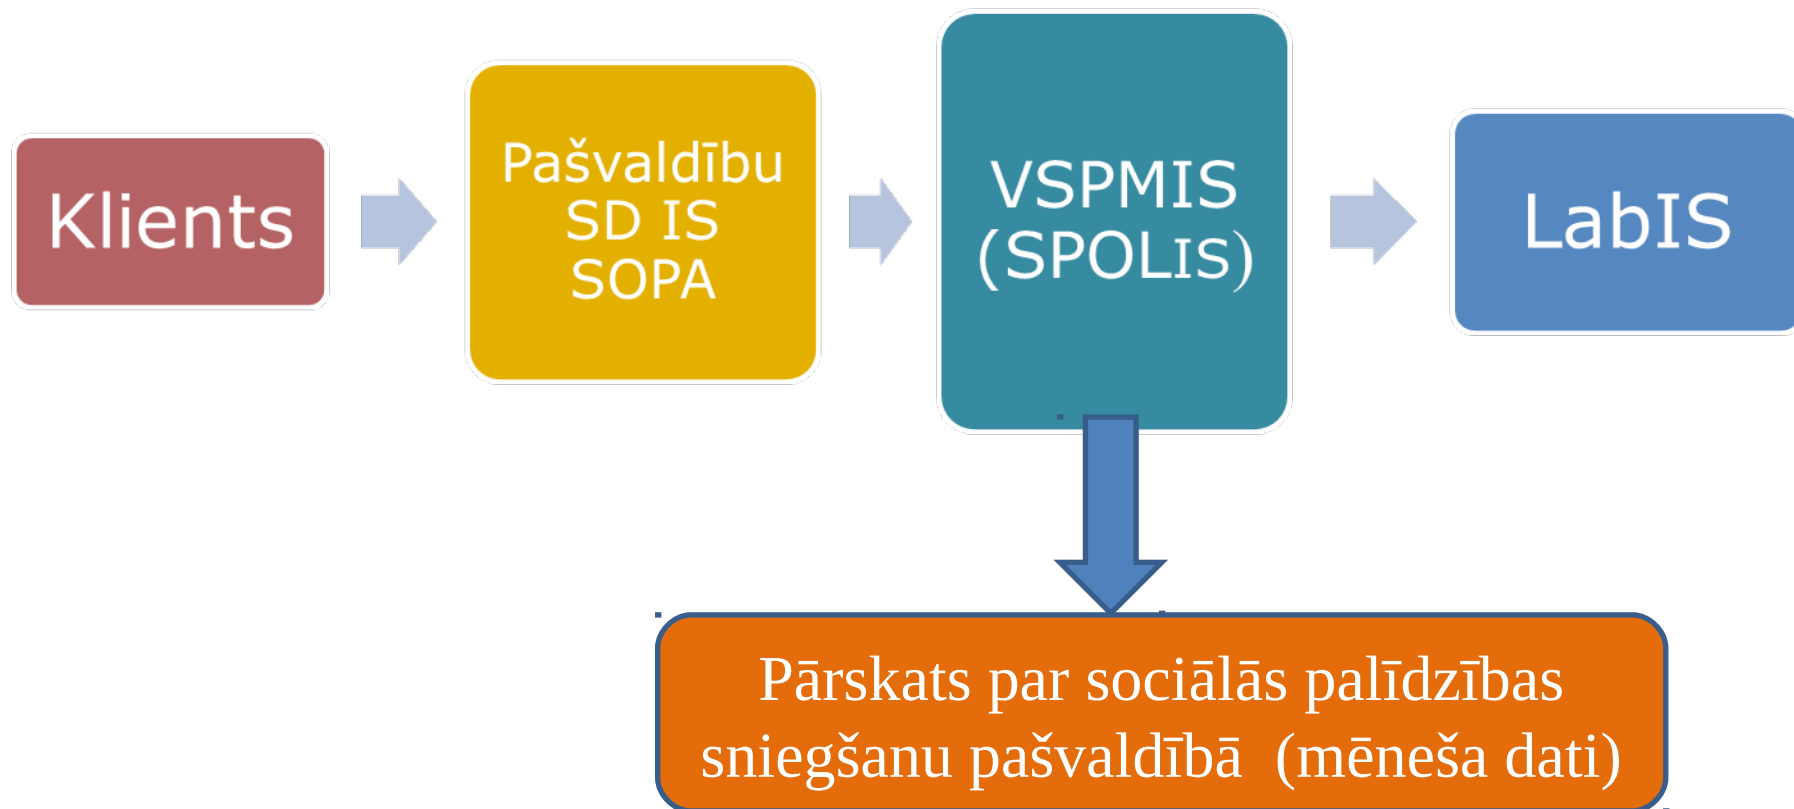 Klients
Pašvaldību
SD IS
SOPA
VSPMIS
(SPOLIS)
LabIS
Pārskats par sociālās palīdzības
sniegšanu pašvaldībā (mēneša dati)